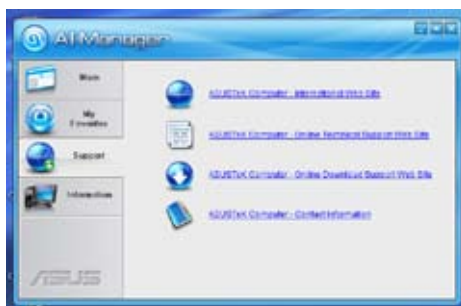 AI Manager
Main
My
Favorites
Support
Information
ASUSTeK Computer - International Web Site
ASUSTeK Computer - Online Technical Support Web Site
ASUSTeK Computer - Online Download Support Web Site
ASUSTeK Computer - Contact Information
ASUS